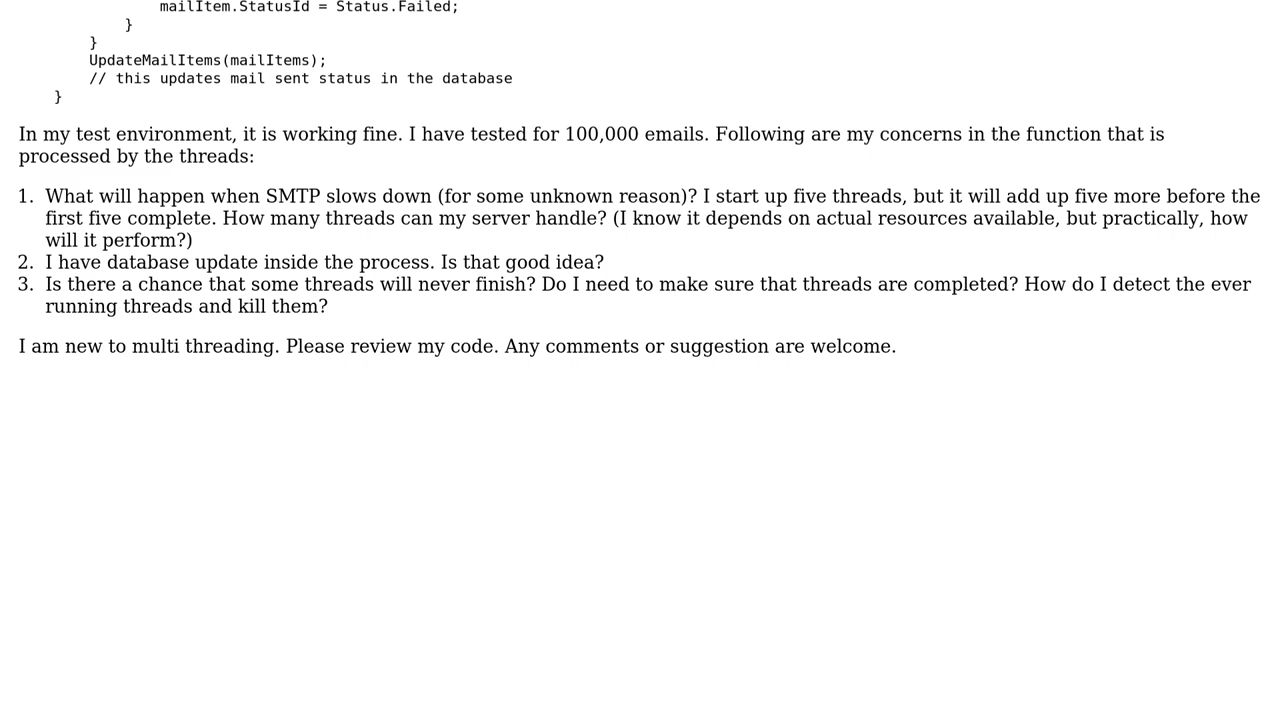 mailItem.StatusId = Status.Failed;
}
}
UpdateMailItems(mailItems);
// this updates mail sent status in the database
}
In my test environment, it is working fine. I have tested for 100,000 emails. Following are my concerns in the function that is
processed by the threads:
1. What will happen when SMTP slows down (for some unknown reason)? I start up five threads, but it will add up five more before the
first five complete. How many threads can my server handle? (I know it depends on actual resources available, but practically, how
will it perform?)
2. I have database update inside the process. Is that good idea?
3. Is there a chance that some threads will never finish? Do I need to make sure that threads are completed? How do I detect the ever
running threads and kill them?
I am new to multi threading. Please review my code. Any comments or suggestion are welcome.